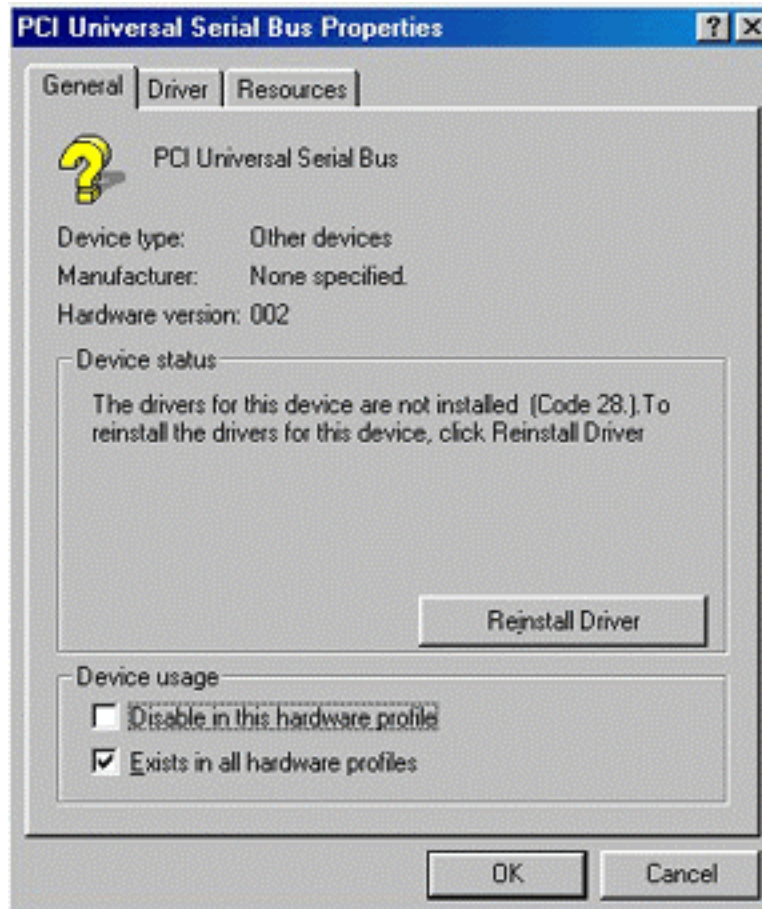 PCI Universal Serial Bus Properties
General Driver Resources
PCI Universal Serial Bus
Device type: Other devices
Manufacturer: None specified.
Hardware version: 002
Device status
The drivers for this device are not installed (Code 28.).To
reinstall the drivers for this device, click Reinstall Driver
Reinstall Driver
Device usage
Disable in this hardware profile
Exists in all hardware profiles
OK Cancel